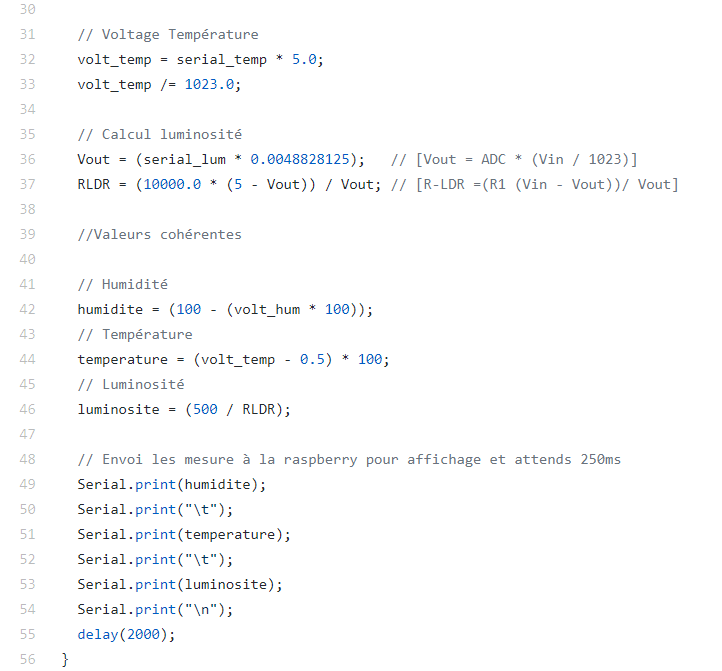 30
31 // Voltage Température
32 volt_temp = serial_temp * 5.0;
33 volt_temp /= 1023.0;
34
35 // Calcul luminosité
36 Vout = (serial_lum * 0.0048828125); // [Vout = ADC * (Vin / 1023)]
37 RLDR = (10000.0 * (5 - Vout)) / Vout; // [R-LDR =(R1 (Vin - Vout))/ Vout]
38
39 //Valeurs cohérentes
40
41 // Humidité
42 humidite = (100 - (volt_hum * 100));
43 // Température
44 temperature = (volt_temp - 0.5) * 100;
45 // Luminosité
46 luminosite = (500 / RLDR);
47
48 // Envoi les mesure à la raspberry pour affichage et attends 250ms
49 Serial.print(humidite);
50 Serial.print("\t");
51 Serial.print(temperature);
52 Serial.print("\t");
53 Serial.print(luminosite);
54 Serial.print("\n");
55 delay(2000);
56 }